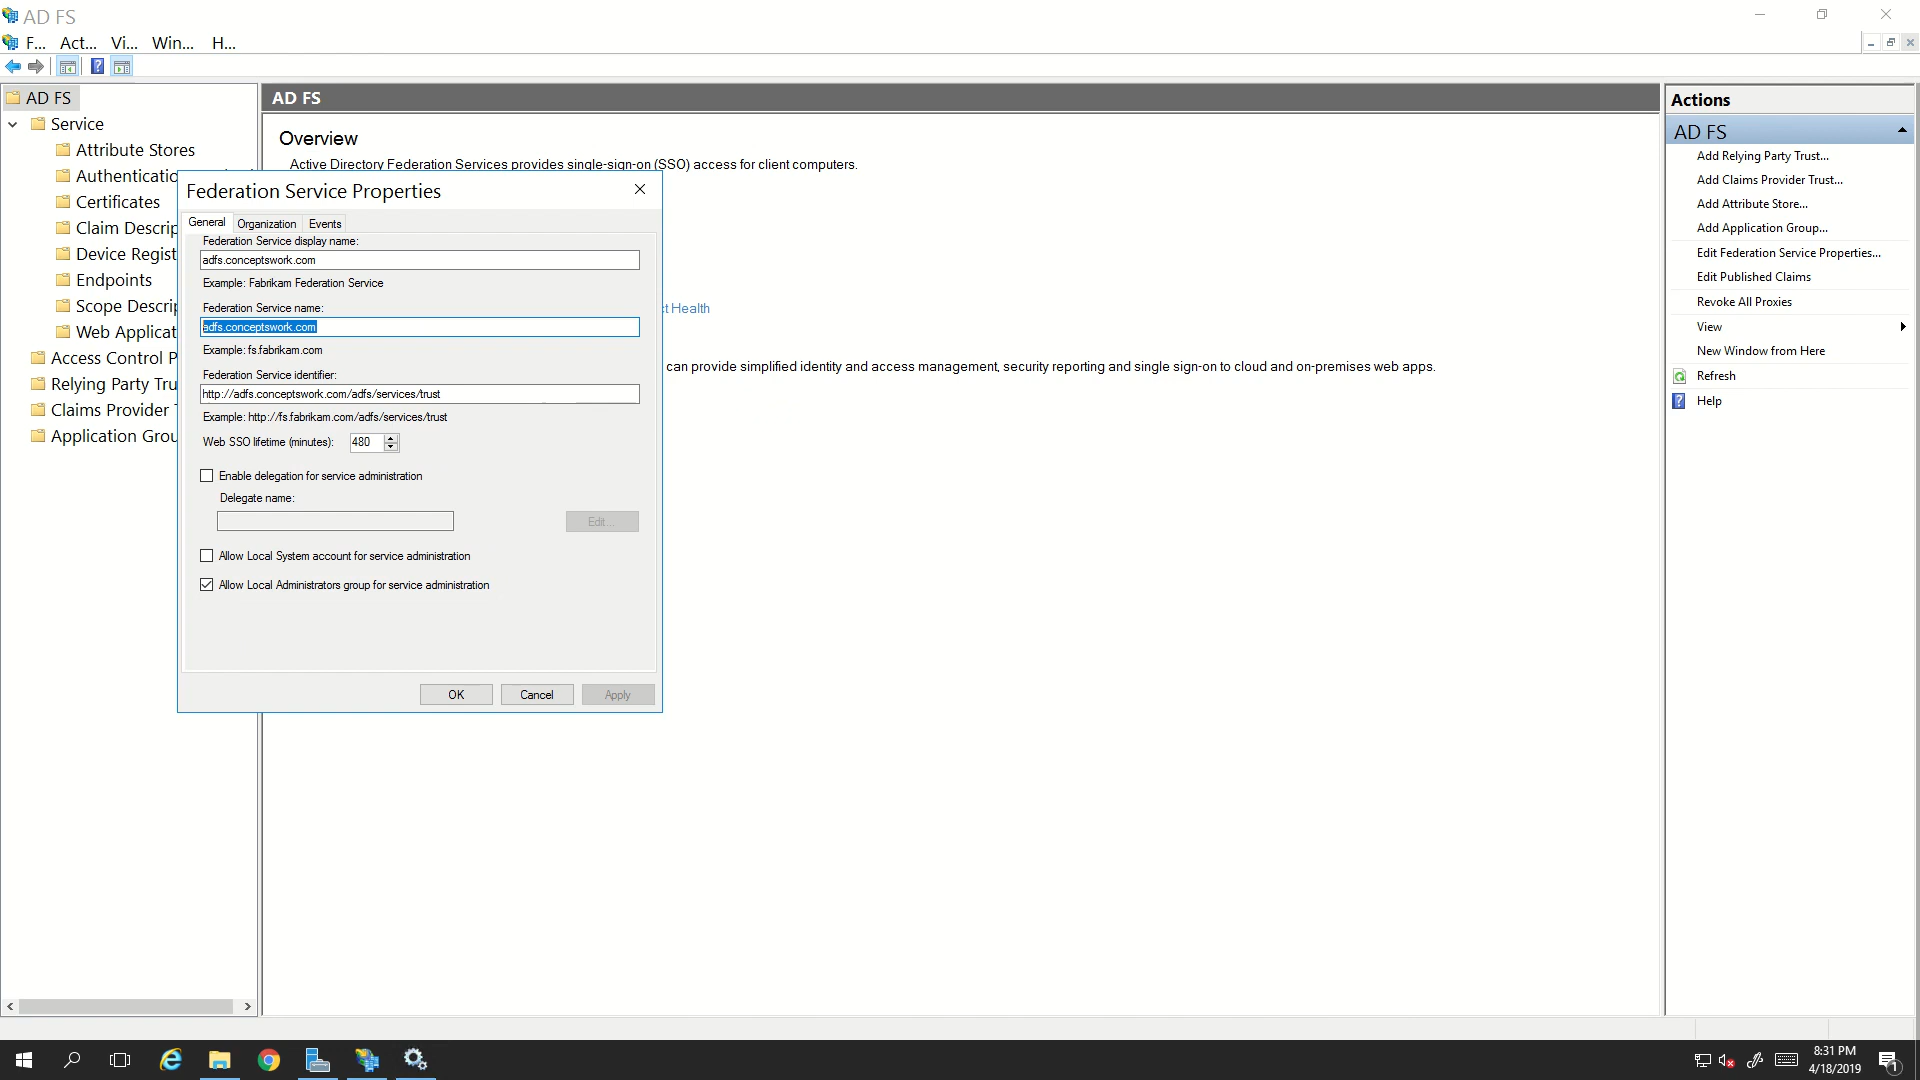 AD FS
F... Act... Vi... Win... H...
AD FS
Service
Attribute Stores
Authenticatio
Certificates
Claim Descrip
Device Regist
Endpoints
Scope Descrip
Web Applicat
Access Control P
Relying Party Tru
Claims Provider
Application Grou
AD FS
Overview
Active Directory Federation Services provides single-sign-on (SSO) access for client computers.
ct Health
can provide simplified identity and access management, security reporting and single sign-on to cloud and on-premises web apps.
Federation Service Properties
General Organization Events
Federation Service display name:
adfs.conceptswork.com
Example: Fabrikam Federation Service
Federation Service name:
adfs.conceptswork.com
Example: fs.fabrikam.com
Federation Service identifier:
http://adfs.conceptswork.com/adfs/services/trust
Example: http://fs.fabrikam.com/adfs/services/trust
Web SSO lifetime (minutes): 480
Enable delegation for service administration
Delegate name:
Edit...
Allow Local System account for service administration
Allow Local Administrators group for service administration
OK Cancel Apply
Actions
AD FS
Add Relying Party Trust...
Add Claims Provider Trust...
Add Attribute Store...
Add Application Group...
Edit Federation Service Properties...
Edit Published Claims
Revoke All Proxies
View
New Window from Here
Refresh
Help
8:31 PM
4/18/2019
1